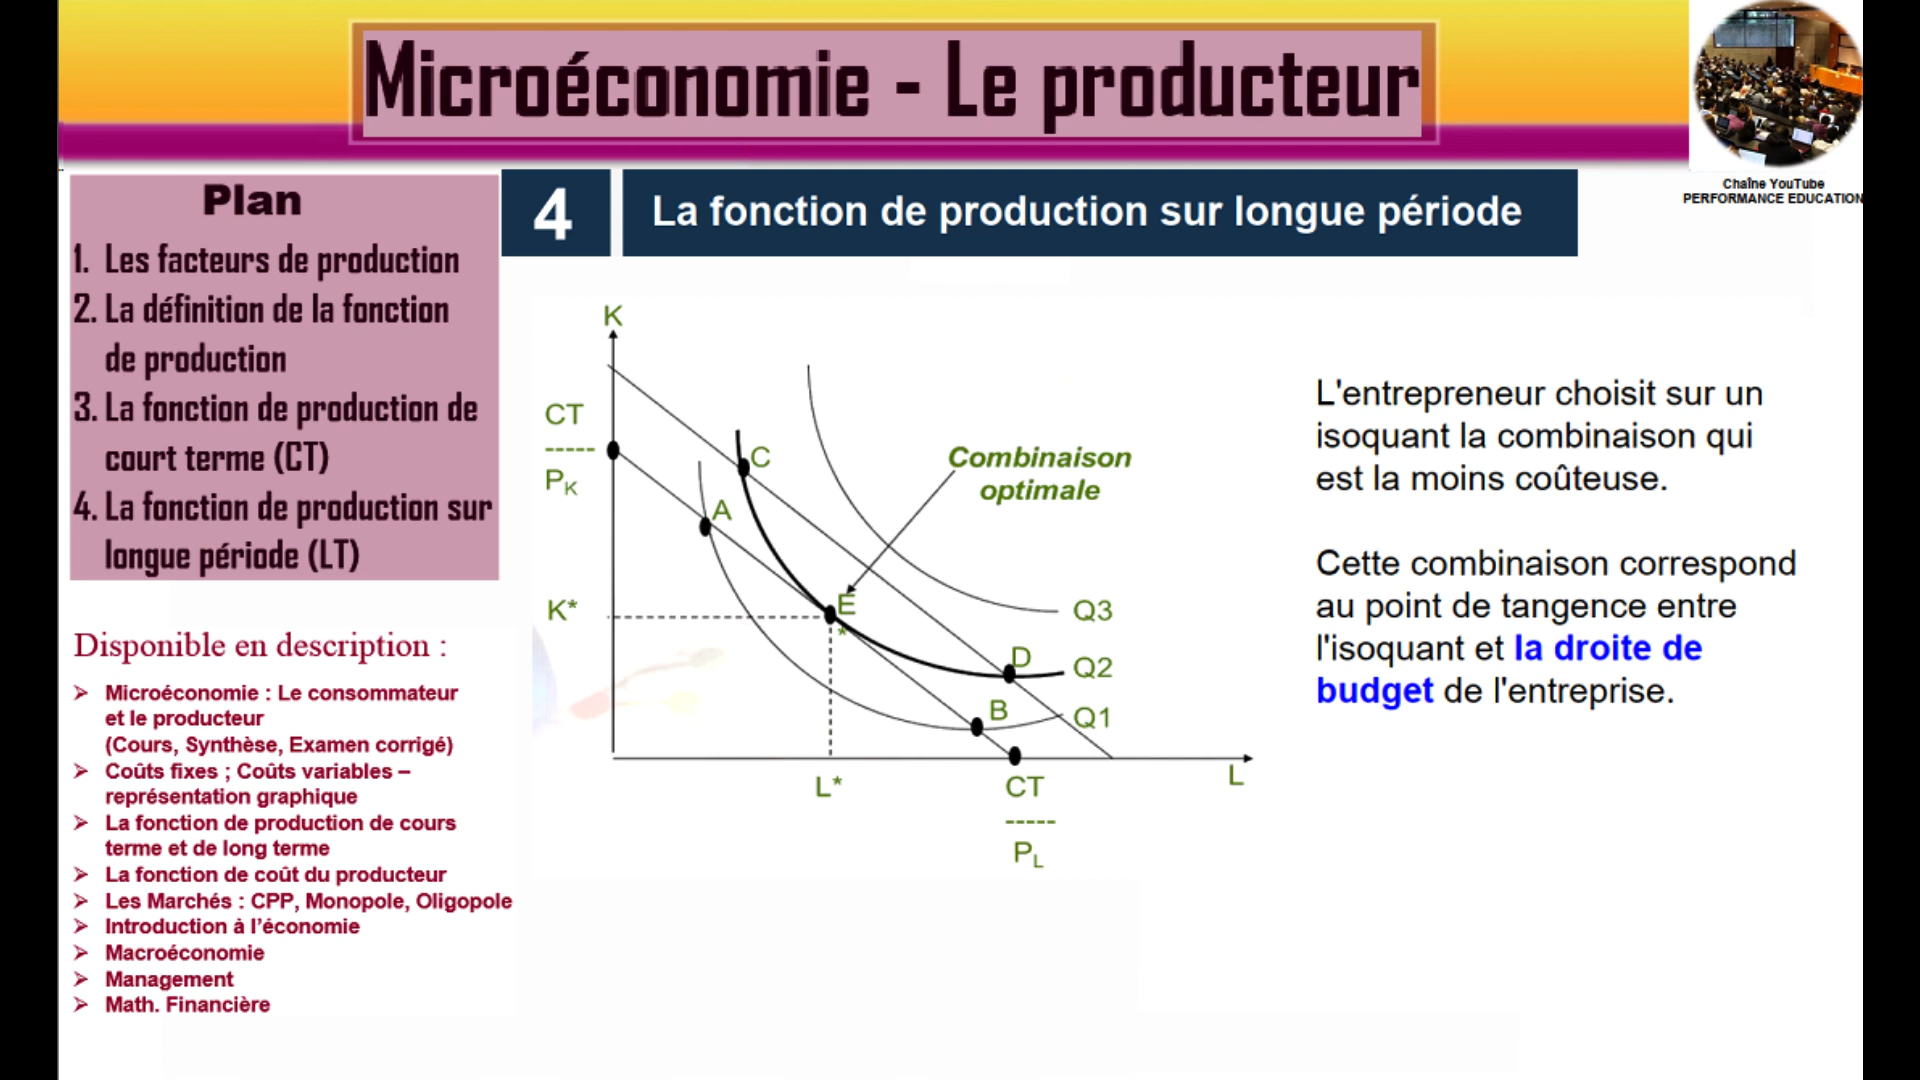 Microéconomie - Le producteur
Chaîne YouTube
PERFORMANCE EDUCATION
Plan
1. Les facteurs de production
2. La définition de la fonction
de production
3. La fonction de production de
court terme (CT)
4. La fonction de production sur
longue période (LT)
Disponible en description :
➢ Microéconomie : Le consommateur
et le producteur
(Cours, Synthèse, Examen corrigé)
➢ Coûts fixes ; Coûts variables –
représentation graphique
➢ La fonction de production de cours
terme et de long terme
➢ La fonction de coût du producteur
➢ Les Marchés : CPP, Monopole, Oligopole
➢ Introduction à l’économie
➢ Macroéconomie
➢ Management
➢ Math. Financière
4
La fonction de production sur longue période
K
CT
-----
PK
C
A
Combinaison
optimale
K*
E
*
Q3
D
Q2
B
Q1
L*
CT
-----
PL
L
L'entrepreneur choisit sur un
isoquant la combinaison qui
est la moins coûteuse.
Cette combinaison correspond
au point de tangence entre
l'isoquant et la droite de
budget de l'entreprise.